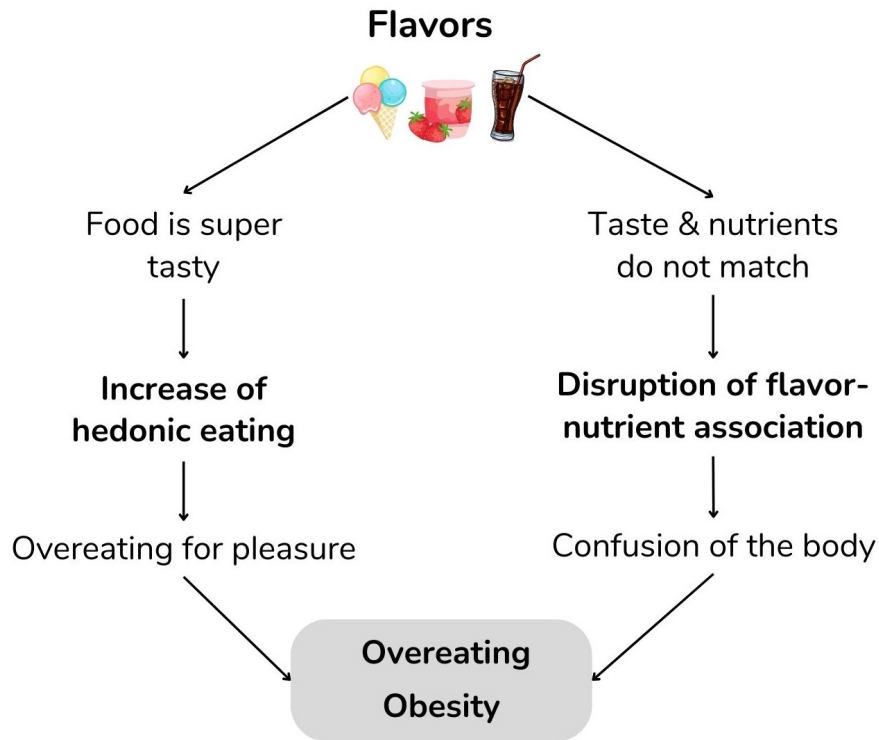 Flavors
Food is super
tasty
Increase of
hedonic eating
Overeating for pleasure
Taste & nutrients
do not match
Disruption of flavor-
nutrient association
Confusion of the body
Overeating
Obesity